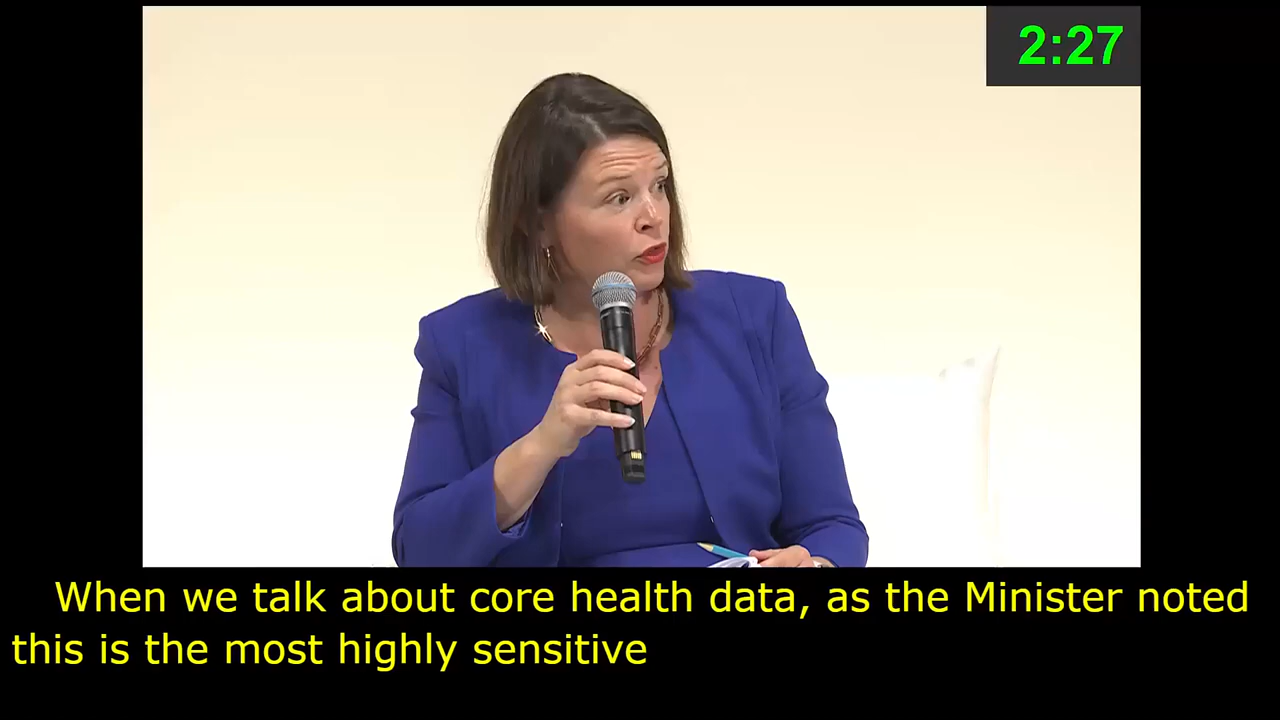 2:27
When we talk about core health data, as the Minister noted
this is the most highly sensitive